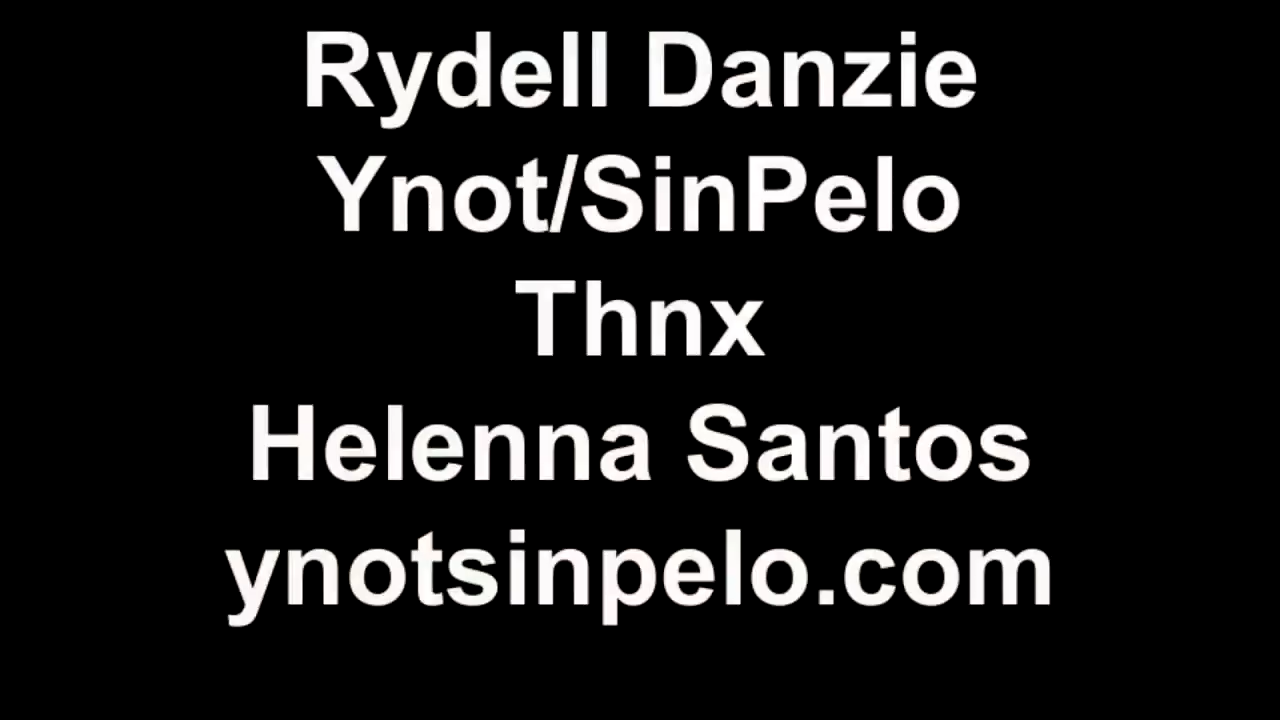 Rydell Danzie
Ynot/SinPelo
Thnx
Helenna Santos
ynotsinpelo.com